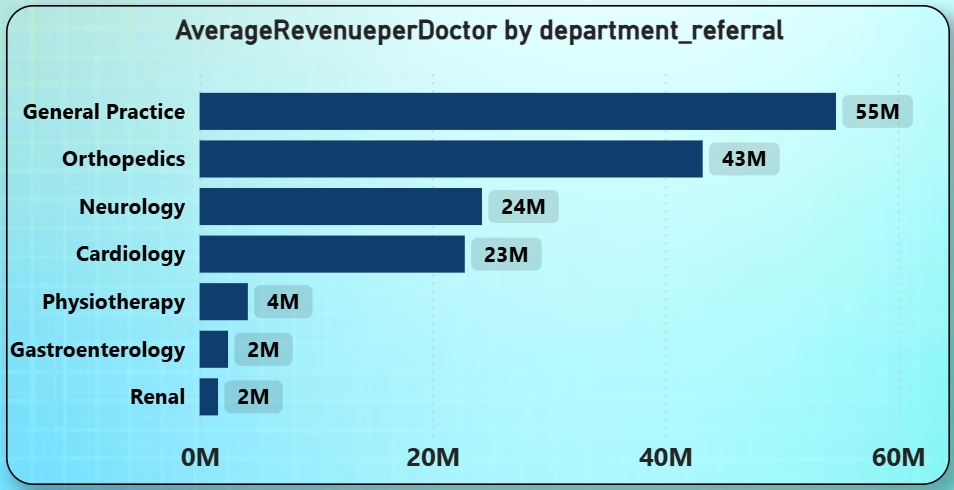 AverageRevenueperDoctor by department_referral
General Practice 55M
Orthopedics 43M
Neurology 24M
Cardiology 23M
Physiotherapy 4M
Gastroenterology 2M
Renal 2M
0M 20M 40M 60M